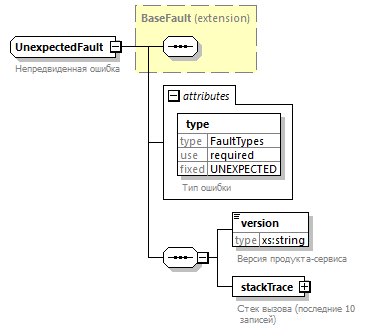 BaseFault (extension)
UnexpectedFault
Непредвиденная ошибка
attributes
type
type FaultTypes
use required
fixed UNEXPECTED
Тип ошибки
version
type xs:string
Версия продукта-сервиса
stackTrace
Стек вызова (последние 10
записей)